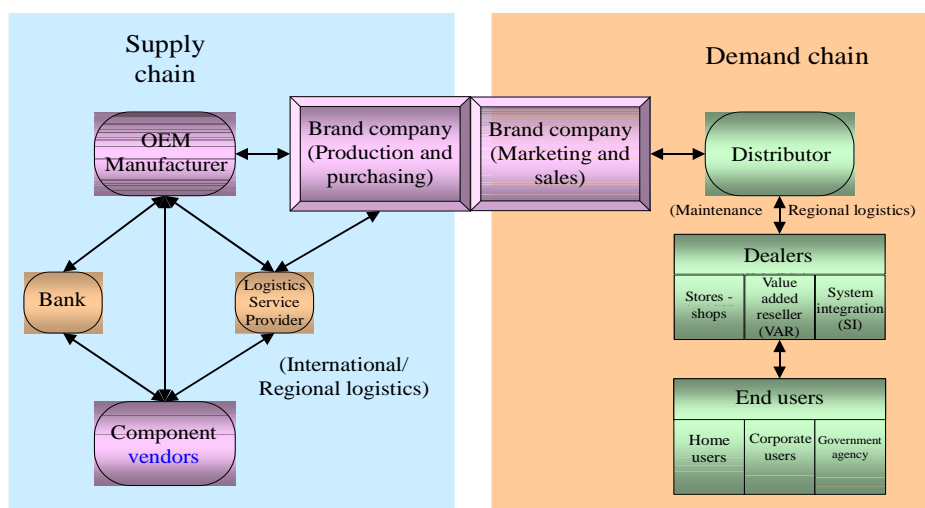 Supply
chain
Demand chain
OEM
Manufacturer
Brand company
(Production and
purchasing)
Brand company
(Marketing and
sales)
Distributor
(Maintenance
Regional logistics)
Dealers
Stores -
shops
Value
added
reseller
(VAR)
System
integration
(SI)
Bank
Logistics
Service
Provider
(International/
Regional logistics)
Component
vendors
End users
Home
users
Corporate
users
Government
agency